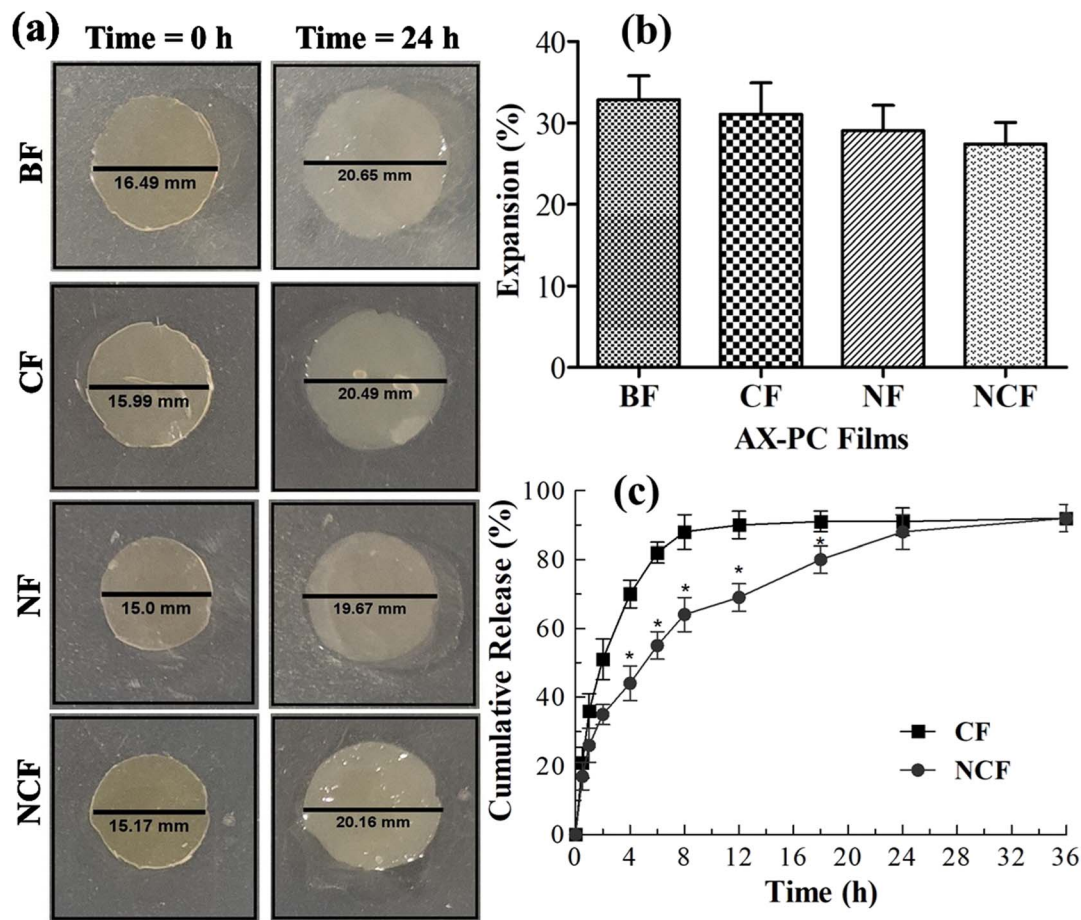 (a)
Time = 0 h
Time = 24 h
BF
16.49 mm
20.65 mm
CF
15.99 mm
20.49 mm
NF
15.0 mm
19.67 mm
NCF
15.17 mm
20.16 mm
(b)
Expansion (%)
40
30
20
10
0
BF
CF
NF
NCF
AX-PC Films
(c)
Cumulative Release (%)
100
80
60
40
20
0
*
*
*
*
*
CF
NCF
0
4
8
12
16
20
24
28
32
36
Time (h)